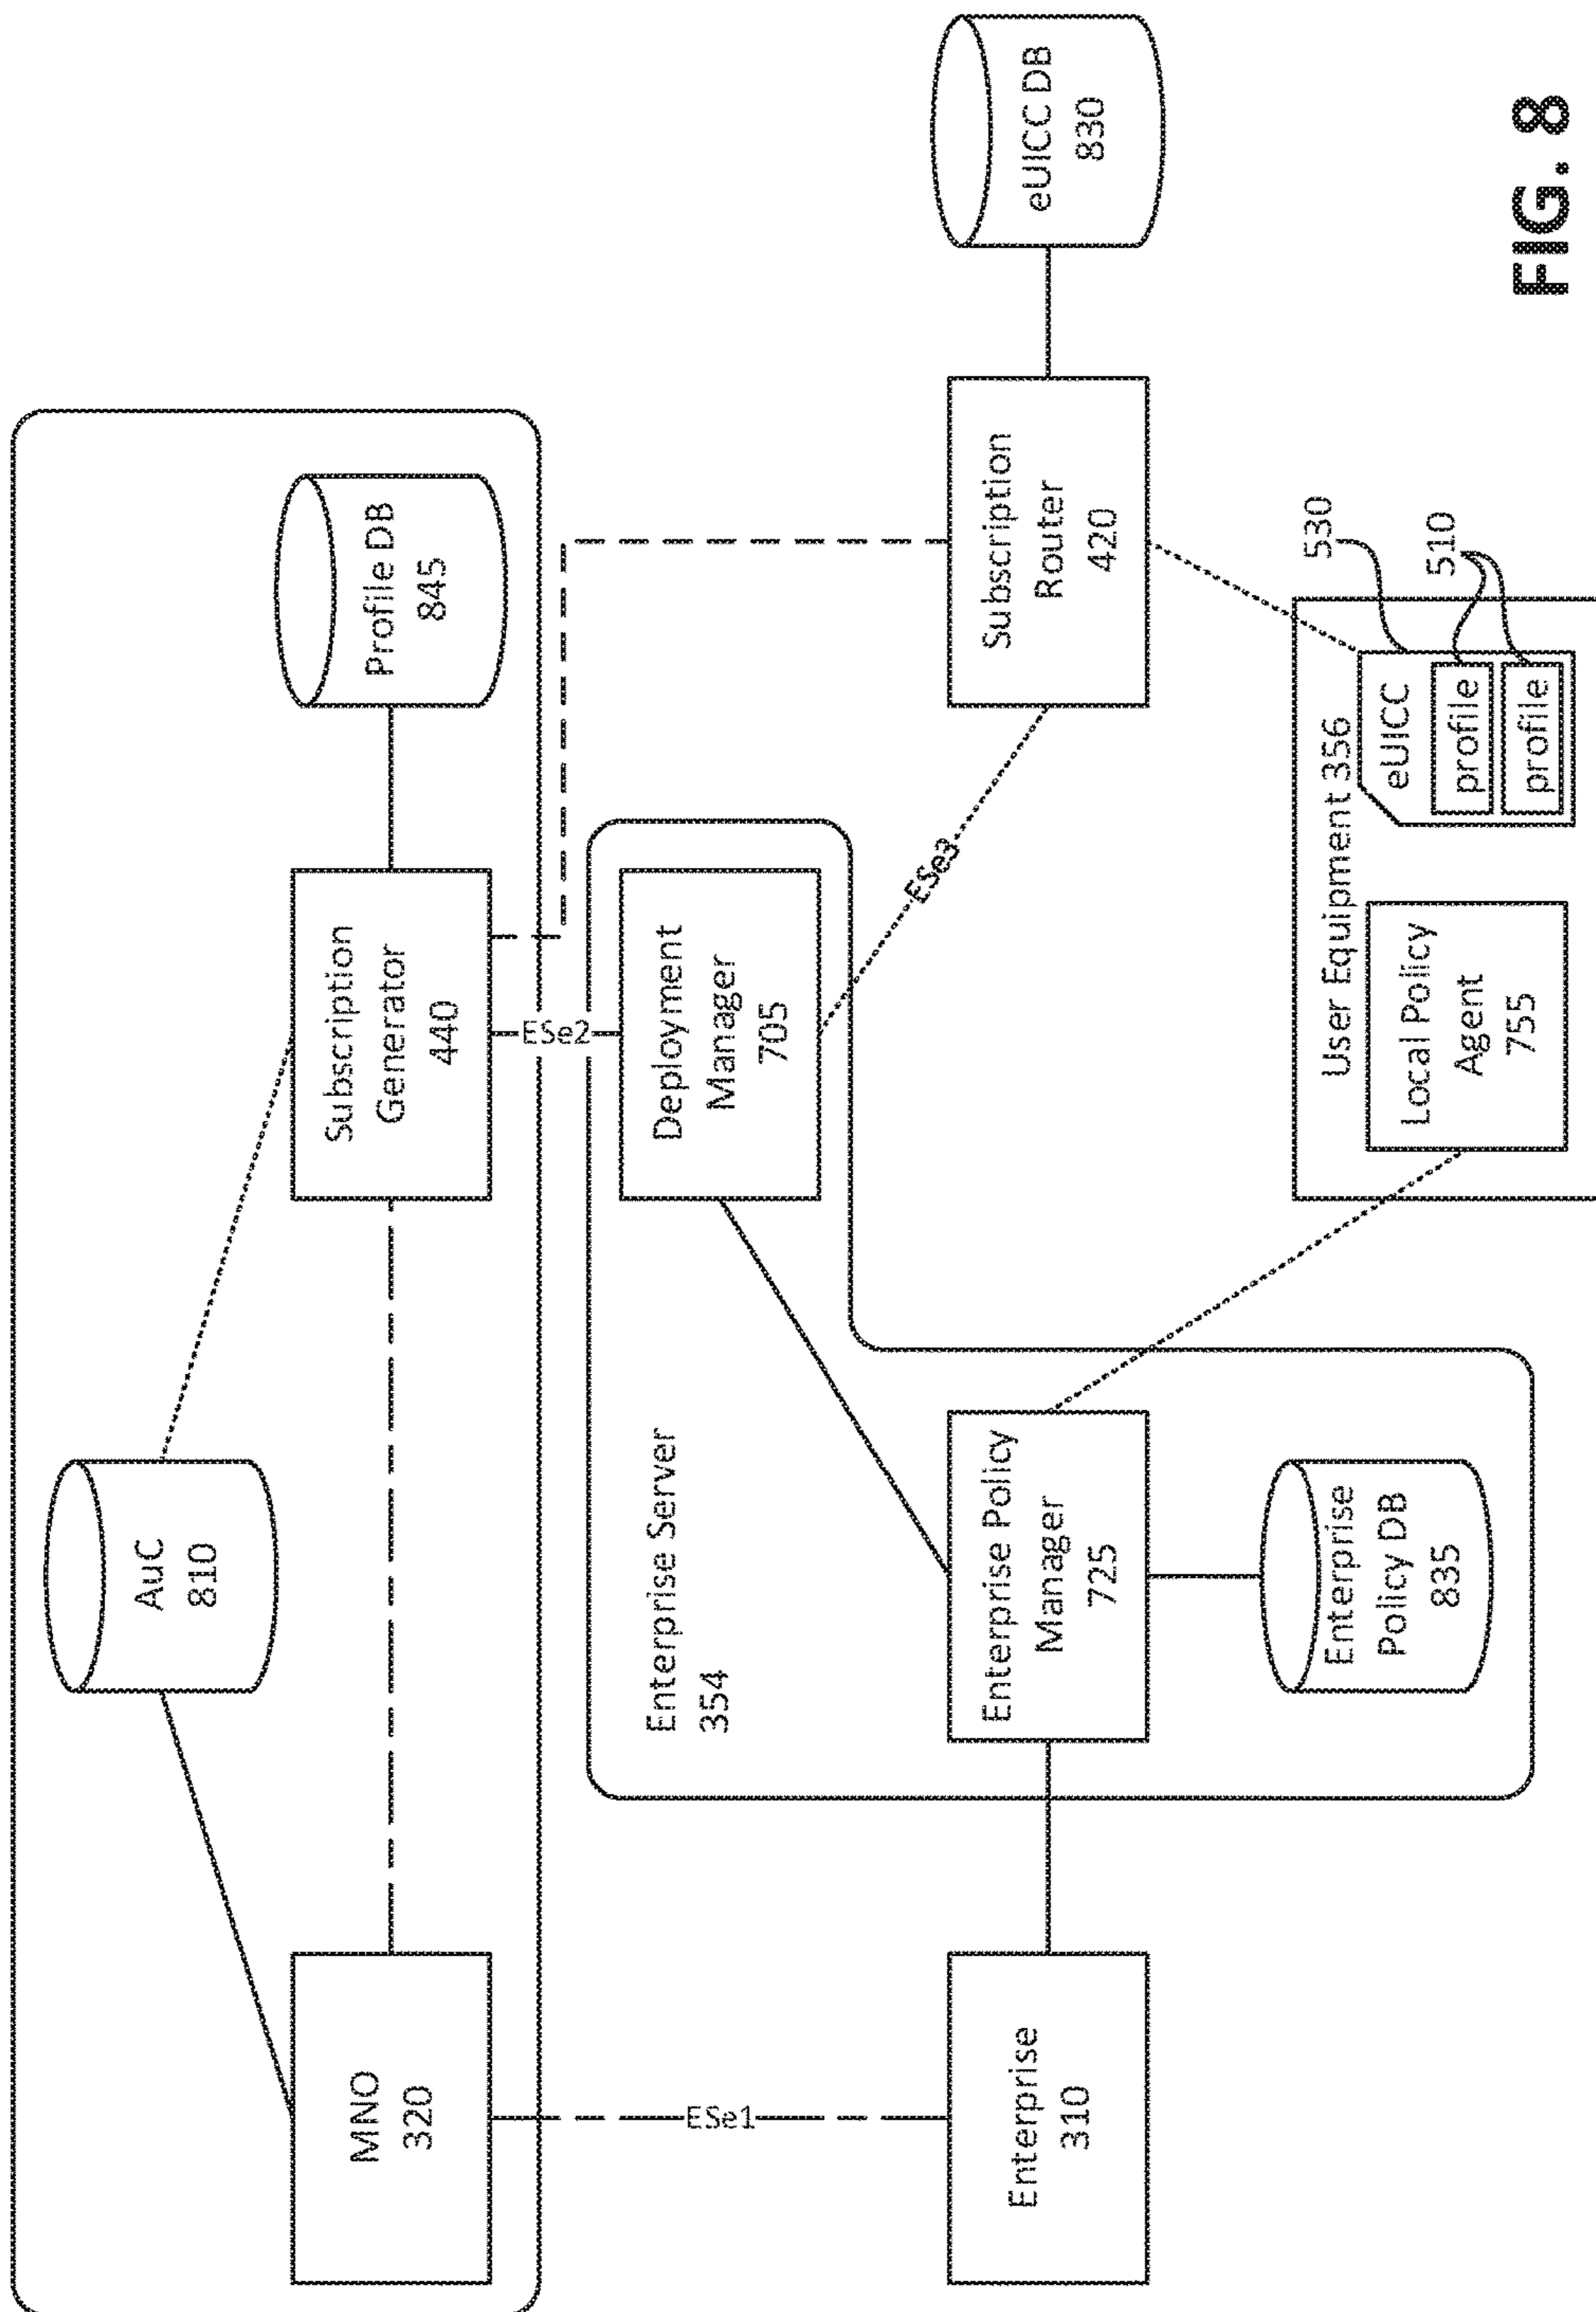 AuC
810
MNO
320
Subscription
Generator
440
Profile DB
845
ESe1
ESe2
Enterprise Server
354
Deployment
Manager
705
ESe3
Enterprise
310
Enterprise Policy
Manager
725
Enterprise
Policy DB
835
Subscription
Router
420
eUICC DB
830
User Equipment 356
Local Policy
Agent
755
eUICC
profile
profile
530
510
FIG. 8